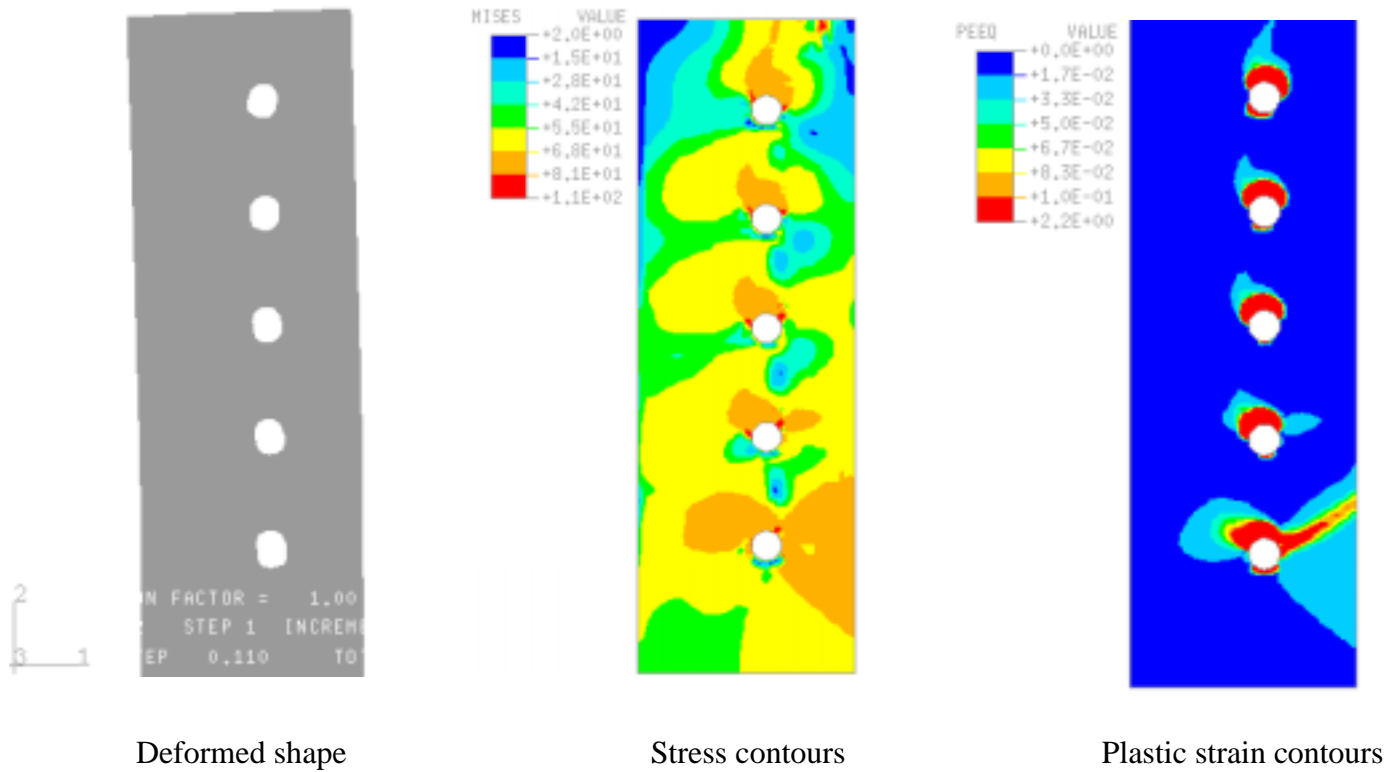 MISES VALUE
+2.0E+00
+1.5E+01
+2.8E+01
+4.2E+01
+5.5E+01
+6.8E+01
+8.1E+01
+1.1E+02
PEEQ VALUE
+0.0E+00
+1.7E-02
+3.3E-02
+5.0E-02
+6.7E-02
+8.3E-02
+1.0E-01
+2.2E+00
2
3 1
N FACTOR = 1.00
STEP 1 INCREME
EP 0.110 TO
Deformed shape
Stress contours
Plastic strain contours